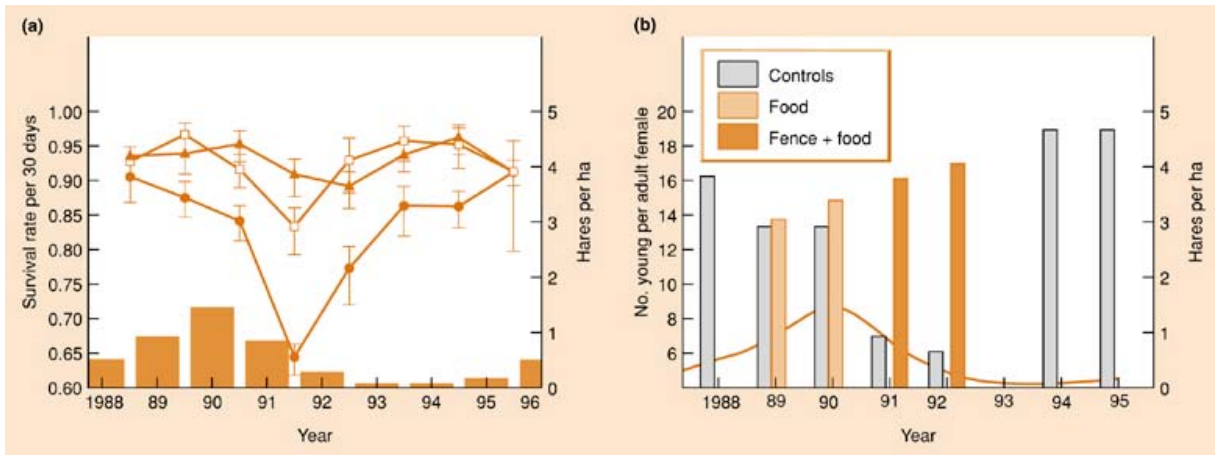 (a)
Survival rate per 30 days
1.00
0.95
0.90
0.85
0.80
0.75
0.70
0.65
0.60
5
4
3
2
1
0
Hares per ha
1988 89 90 91 92 93 94 95 96
Year
(b)
No. young per adult female
20
18
16
14
12
10
8
6
Controls
Food
Fence + food
5
4
3
2
1
0
Hares per ha
1988 89 90 91 92 93 94 95
Year